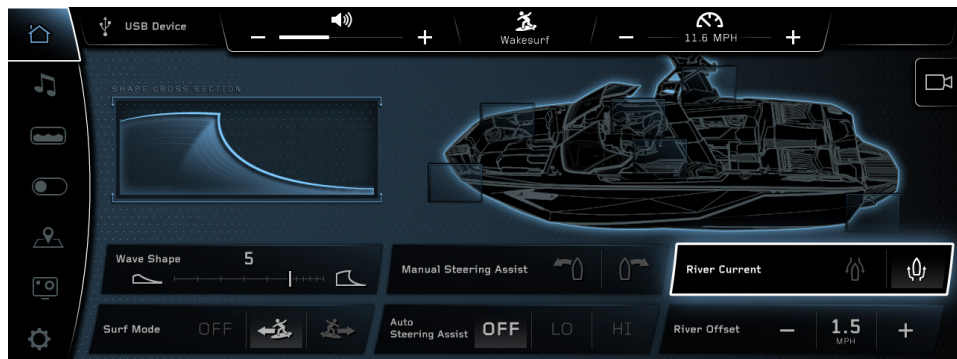 USB Device
Wakesurf
11.6 MPH
SHAPE CROSS SECTION
Wave Shape
5
Manual Steering Assist
River Current
Surf Mode
OFF
Auto
Steering Assist
OFF
LO
HI
River Offset
1.5
MPH